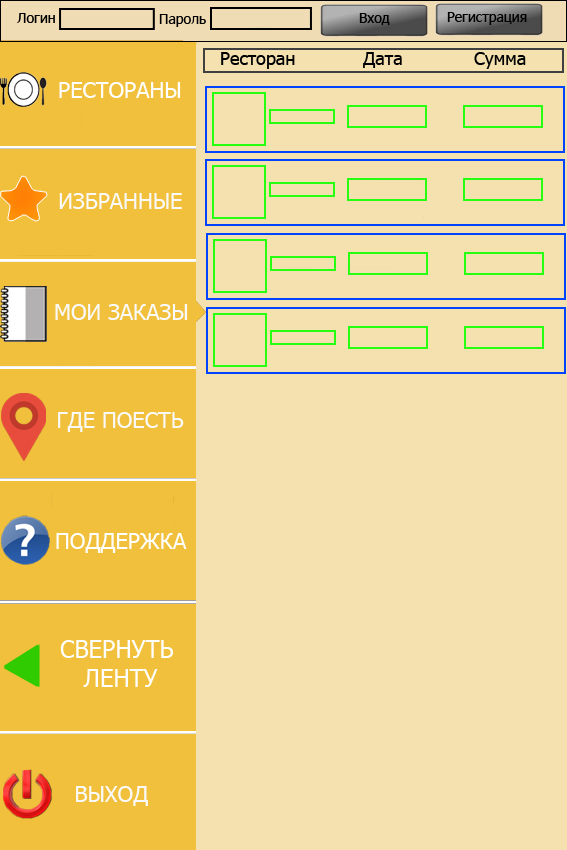 Логин Пароль Вход Регистрация
Ресторан Дата Сумма
РЕСТОРАНЫ
ИЗБРАННЫЕ
МОИ ЗАКАЗЫ
ГДЕ ПОЕСТЬ
?
ПОДДЕРЖКА
СВЕРНУТЬ
ЛЕНТУ
ВЫХОД